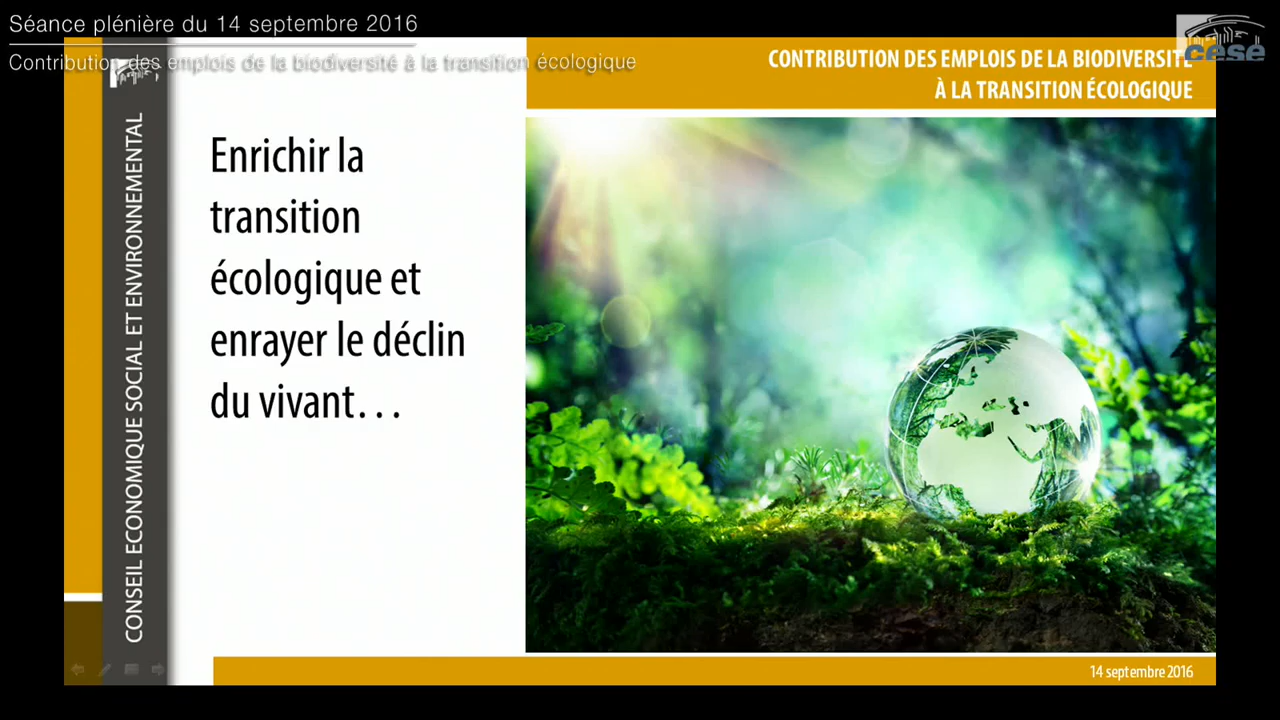 Séance plénière du 14 septembre 2016
Contribution des emplois de la biodiversité à la transition écologique
cese
CONTRIBUTION DES EMPLOIS DE LA BIODIVERSITÉ
À LA TRANSITION ÉCOLOGIQUE
CONSEIL ECONOMIQUE SOCIAL ET ENVIRONNEMENTAL
Enrichir la
transition
écologique et
enrayer le déclin
du vivant...
14 septembre 2016